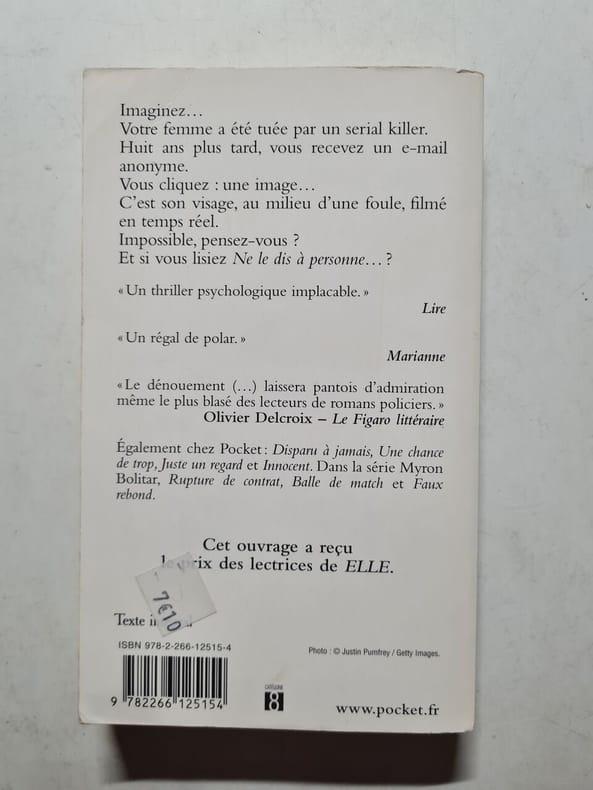 Imaginez…
Votre femme a été tuée par un serial killer.
Huit ans plus tard, vous recevez un e-mail
anonyme.
Vous cliquez : une image…
C'est son visage, au milieu d'une foule, filmé
en temps réel.
Impossible, pensez-vous ?
Et si vous lisiez Ne le dis à personne… ?
« Un thriller psychologique implacable. »
Lire
« Un régal de polar. »
Marianne
« Le dénouement (…) laissera pantois d'admiration
même le plus blasé des lecteurs de romans policiers. »
Olivier Delcroix – Le Figaro littéraire
Également chez Pocket : Disparu à jamais, Une chance
de trop, Juste un regard et Innocent. Dans la série Myron
Bolitar, Rupture de contrat, Balle de match et Faux
rebond.
Cet ouvrage a reçu
des lectrices de ELLE.
7€10
Texte
ISBN 978-2-266-12515-4
Photo : © Justin Pumfrey / Getty Images.
9 782266 125154
CATÉGORIE
8
www.pocket.fr